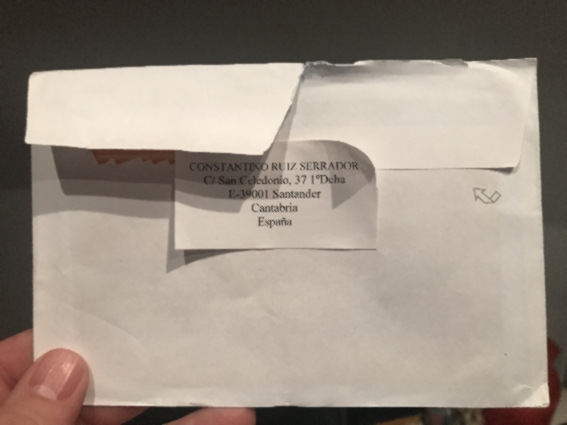 CONSTANTINO RUIZ SERRADOR
C/ San Celedonio, 37 1ºDcha
E-39001 Santander
Cantabria
España